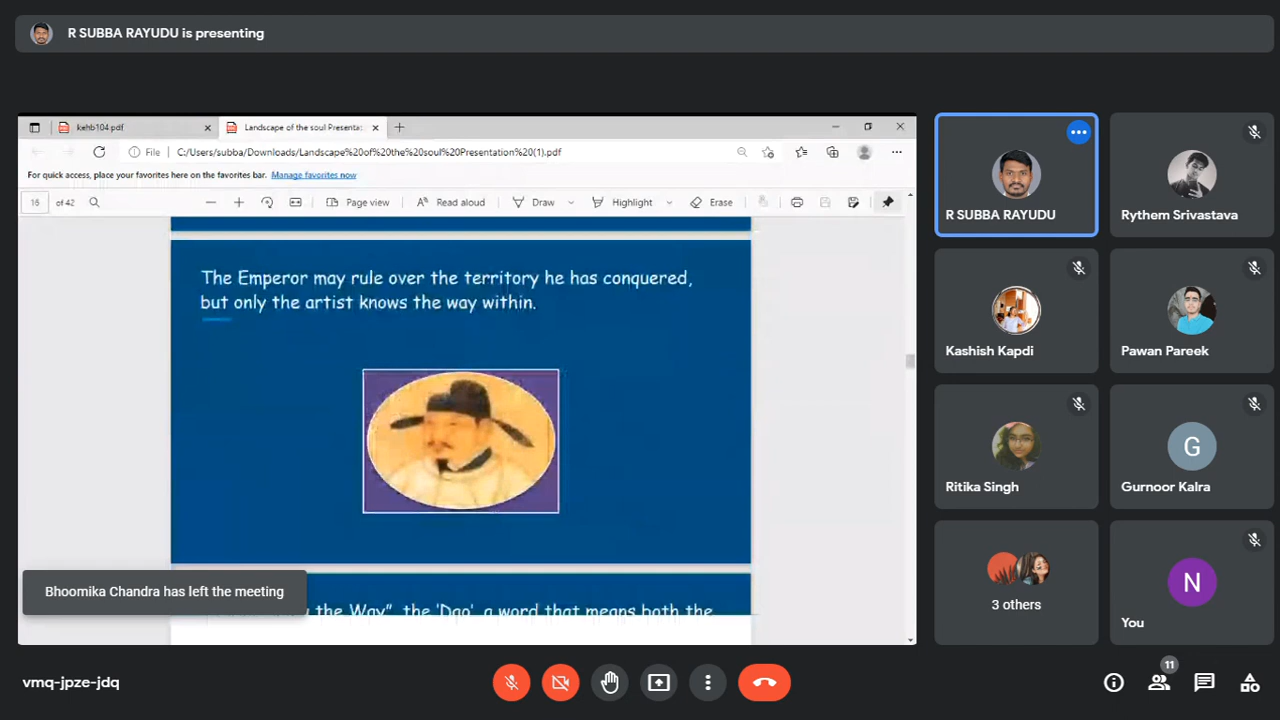 R SUBBA RAYUDU is presenting
kehb104.pdf
Landscape of the soul Presentat
File
C:/Users/subba/Downloads/Landscape%20of%20the%20soul%20Presentation%20(1).pdf
For quick access, place your favorites here on the favorites bar. Manage favorites now
16 of 42
Page view
Read aloud
Draw
Highlight
Erase
The Emperor may rule over the territory he has conquered,
but only the artist knows the way within.
the Way”, the 'Dao', a word that means both the
Bhoomika Chandra has left the meeting
R SUBBA RAYUDU
Rythem Srivastava
Kashish Kapdi
Pawan Pareek
Ritika Singh
G
Gurnoor Kalra
3 others
N
You
vmq-jpze-jdq
11